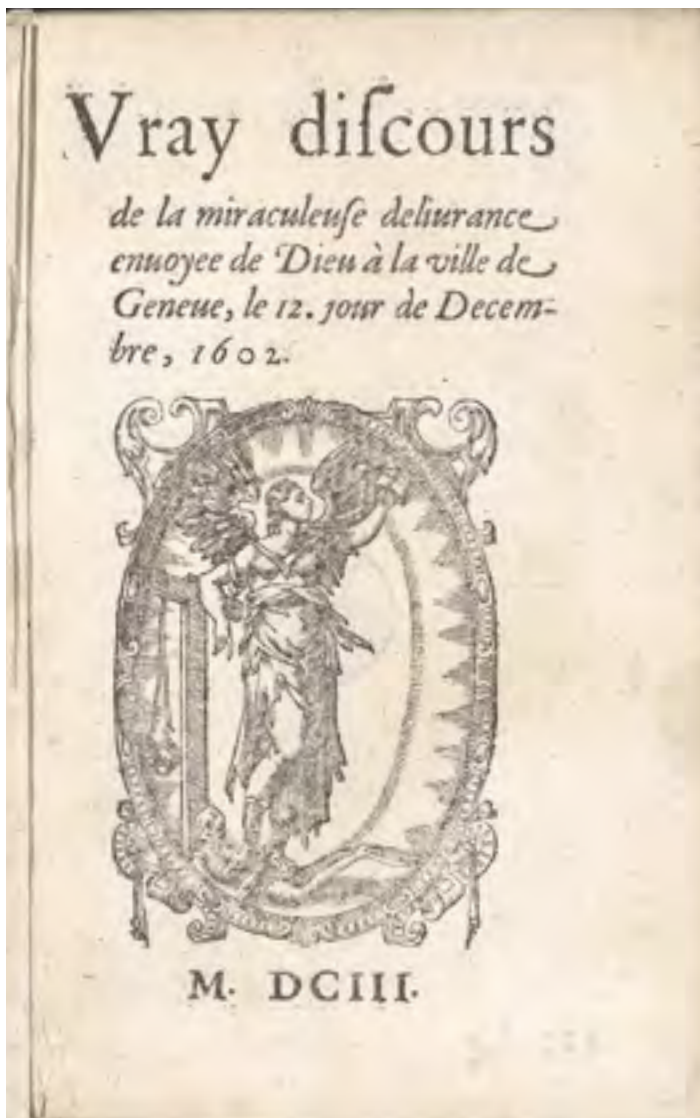 Vray diſcours
de la miraculeuſe deliurance
enuoyee de Dieu à la ville de
Geneue, le 12. jour de Decem-
bre, 1602.
M. DCIII.